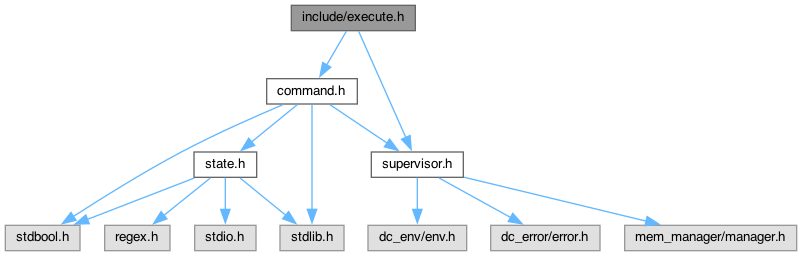 include/execute.h
command.h
state.h
supervisor.h
stdbool.h
regex.h
stdio.h
stdlib.h
dc_env/env.h
dc_error/error.h
mem_manager/manager.h